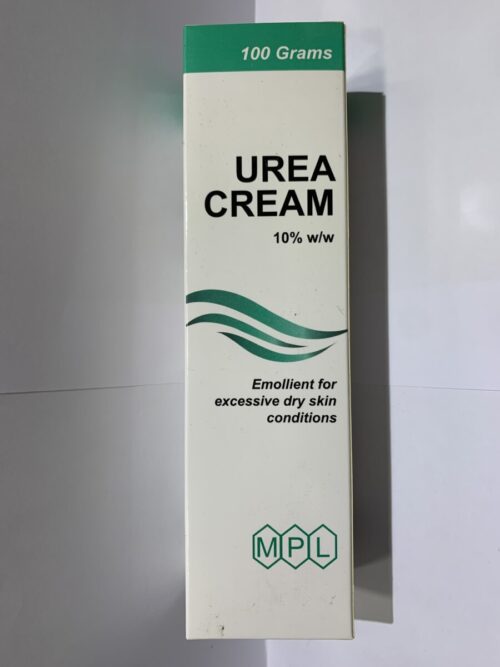 100 Grams
UREA
CREAM
10% w/w
Emollient for
excessive dry skin
conditions
MPL